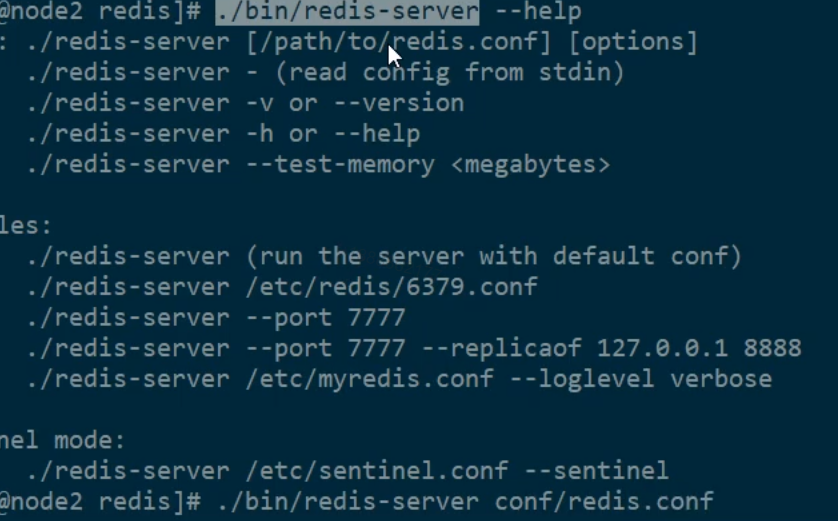 @node2 redis]# ./bin/redis-server --help
: ./redis-server [/path/to/redis.conf] [options]
./redis-server - (read config from stdin)
./redis-server -v or --version
./redis-server -h or --help
./redis-server --test-memory <megabytes>
les:
./redis-server (run the server with default conf)
./redis-server /etc/redis/6379.conf
./redis-server --port 7777
./redis-server --port 7777 --replicaof 127.0.0.1 8888
./redis-server /etc/myredis.conf --loglevel verbose
nel mode:
./redis-server /etc/sentinel.conf --sentinel
@node2 redis]# ./bin/redis-server conf/redis.conf